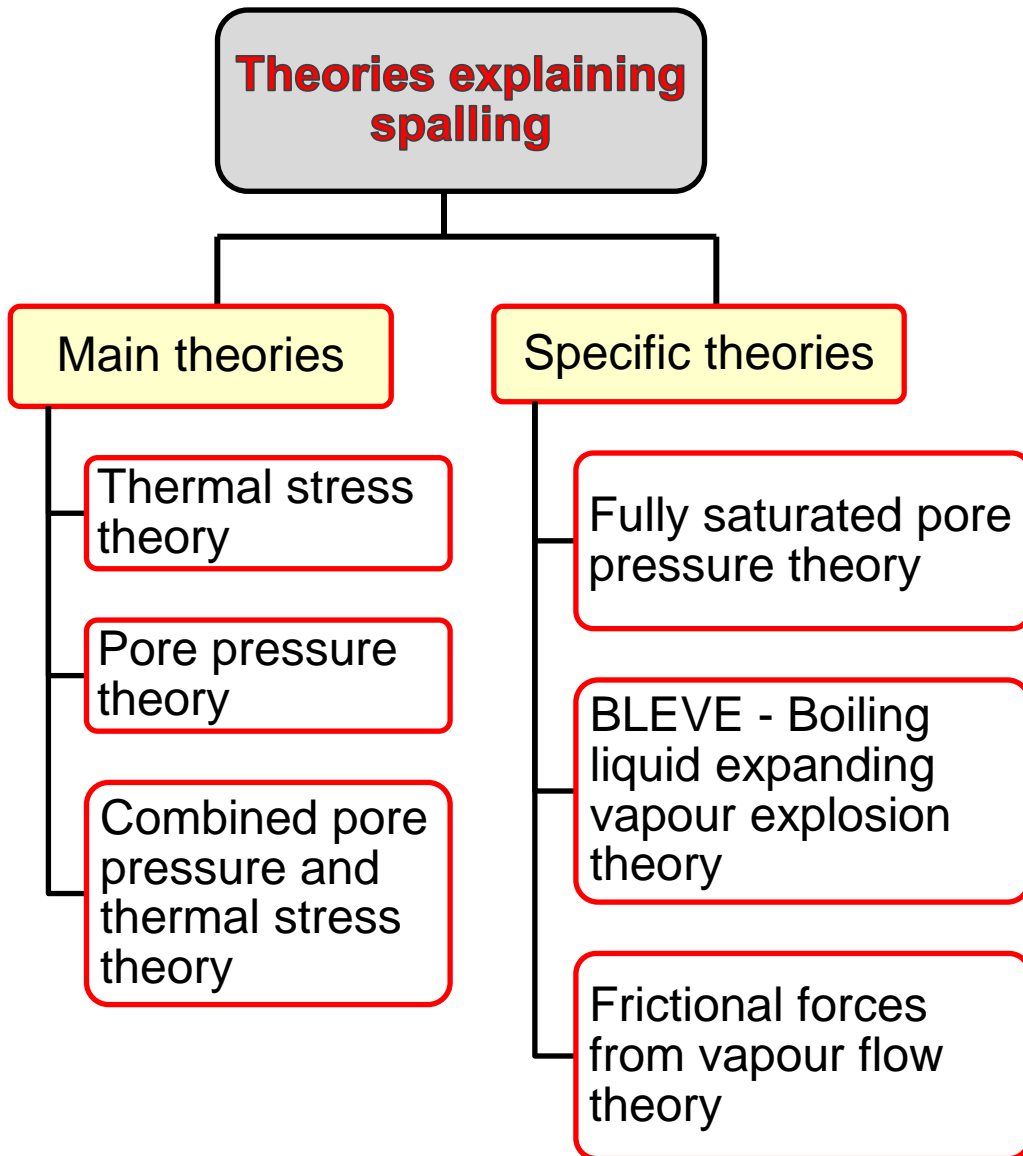 Theories explaining
spalling
Main theories
Thermal stress
theory
Pore pressure
theory
Combined pore
pressure and
thermal stress
theory
Specific theories
Fully saturated pore
pressure theory
BLEVE - Boiling
liquid expanding
vapour explosion
theory
Frictional forces
from vapour flow
theory